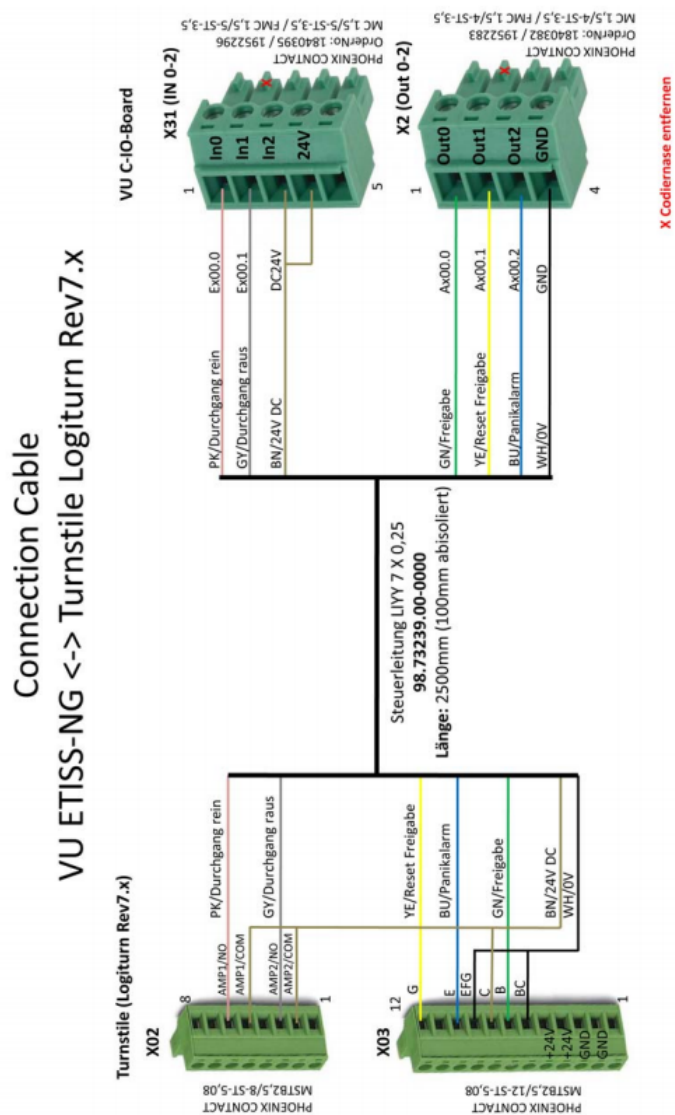 Connection Cable
VU ETISS-NG <-> Turnstile Logiturn Rev7.x
Turnstile (Logiturn Rev7.x)
X02
8
AMP1/NO
AMP1/COM
AMP2/NO
AMP2/COM
1
PK/Durchgang rein
GY/Durchgang raus
PHOENIX CONTACT
MSTB2,5/8-ST-5,08
X03
12
G
E
EFG
C
B
BC
+24V
+24V
GND
GND
1
YE/Reset Freigabe
BU/Panikalarm
GN/Freigabe
BN/24V DC
WH/0V
PHOENIX CONTACT
MSTB2,5/12-ST-5,08
Steuerleitung LIYY 7 X 0,25
98.73239.00-0000
Länge: 2500mm (100mm abisoliert)
VU C-IO-Board
X31 (IN 0-2)
1
PK/Durchgang rein
Ex00.0
In0
GY/Durchgang raus
Ex00.1
In1
BN/24V DC
DC24V
In2
24V
5
x
PHOENIX CONTACT
OrderNo: 1840395 / 1952296
MC 1,5/5-ST-3,5 / FMC 1,5/5-ST-3,5
X2 (Out 0-2)
1
GN/Freigabe
Ax00.0
Out0
YE/Reset Freigabe
Ax00.1
Out1
BU/Panikalarm
Ax00.2
Out2
WH/0V
GND
GND
4
x
PHOENIX CONTACT
OrderNo: 1840382 / 1952283
MC 1,5/4-ST-3,5 / FMC 1,5/4-ST-3,5
X Codiernase entfernen